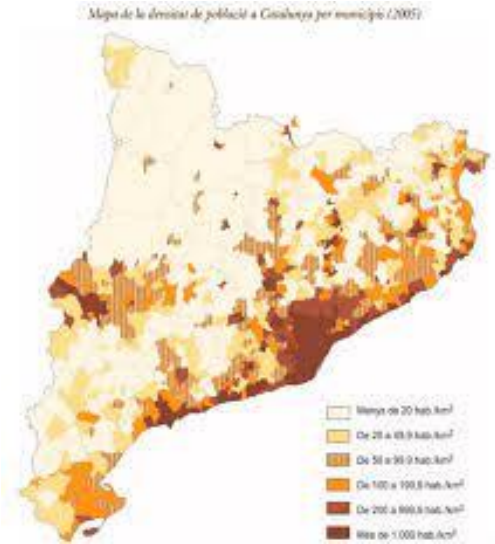 Mapa de la densitat de població a Catalunya per municipis (2005)
Menys de 20 hab./km²
De 20 a 49,9 hab./km²
De 50 a 99,9 hab./km²
De 100 a 199,9 hab./km²
De 200 a 999,9 hab./km²
Més de 1.000 hab./km²